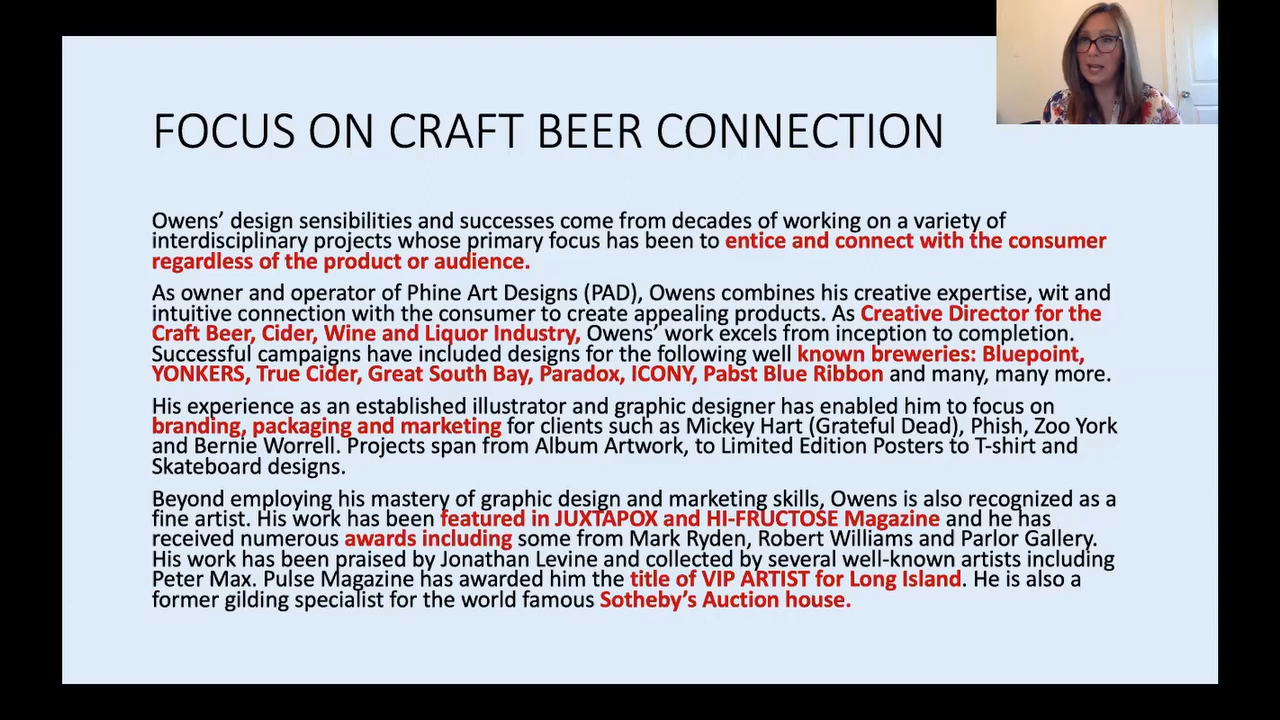 FOCUS ON CRAFT BEER CONNECTION
Owens’ design sensibilities and successes come from decades of working on a variety of
interdisciplinary projects whose primary focus has been to entice and connect with the consumer
regardless of the product or audience.
As owner and operator of Phine Art Designs (PAD), Owens combines his creative expertise, wit and
intuitive connection with the consumer to create appealing products. As Creative Director for the
Craft Beer, Cider, Wine and Liquor Industry, Owens’ work excels from inception to completion.
Successful campaigns have included designs for the following well known breweries: Bluepoint,
YONKERS, True Cider, Great South Bay, Paradox, ICONY, Pabst Blue Ribbon and many, many more.
His experience as an established illustrator and graphic designer has enabled him to focus on
branding, packaging and marketing for clients such as Mickey Hart (Grateful Dead), Phish, Zoo York
and Bernie Worrell. Projects span from Album Artwork, to Limited Edition Posters to T-shirt and
Skateboard designs.
Beyond employing his mastery of graphic design and marketing skills, Owens is also recognized as a
fine artist. His work has been featured in JUXTAPOX and HI-FRUCTOSE Magazine and he has
received numerous awards including some from Mark Ryden, Robert Williams and Parlor Gallery.
His work has been praised by Jonathan Levine and collected by several well-known artists including
Peter Max. Pulse Magazine has awarded him the title of VIP ARTIST for Long Island. He is also a
former gilding specialist for the world famous Sotheby’s Auction house.